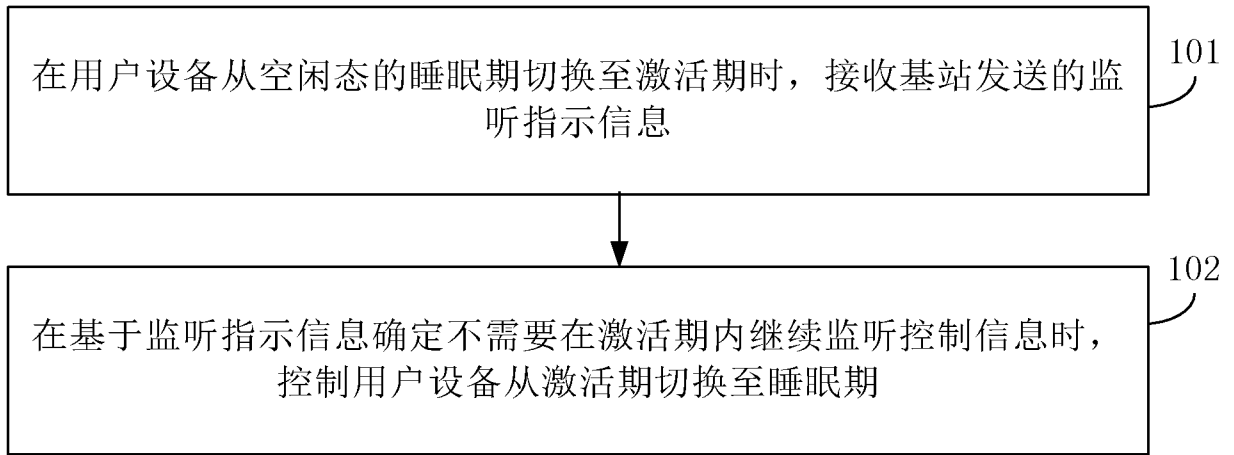 在用户设备从空闲态的睡眠期切换至激活期时，接收基站发送的监
听指示信息
101
在基于监听指示信息确定不需要在激活期内继续监听控制信息时，
控制用户设备从激活期切换至睡眠期
102